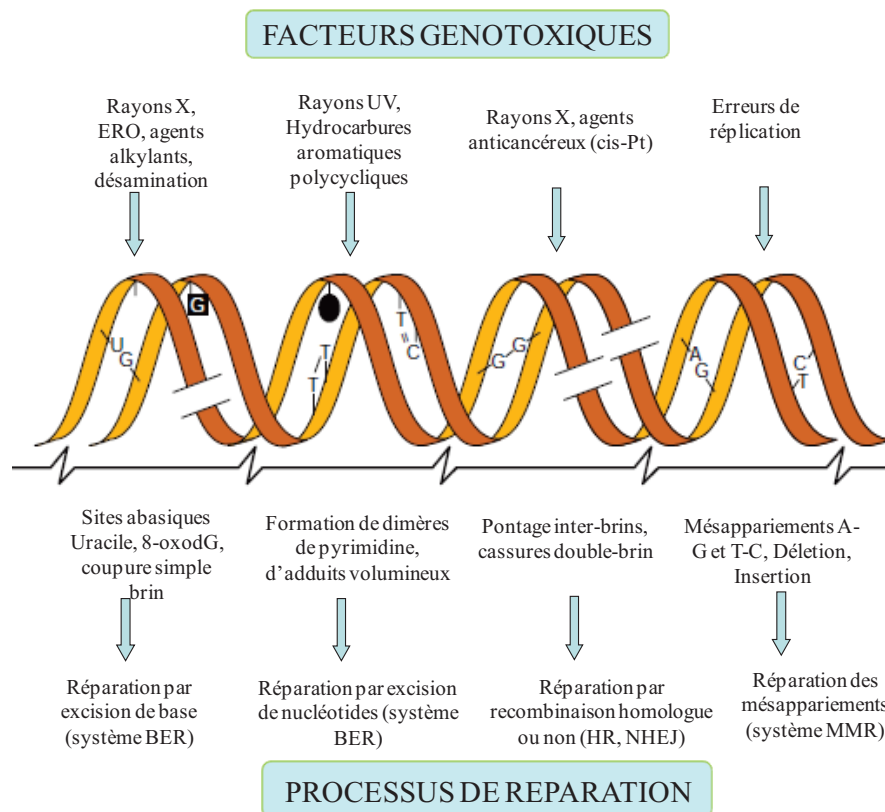 FACTEURS GENOTOXIQUES
Rayons X,
ERO, agents
alkylants,
désamination
Rayons UV,
Hydrocarbures
aromatiques
polycycliques
Rayons X, agents
anticancéreux (cis-Pt)
Erreurs de
réplication
U
G
G
T
T
T
C
G
G
A
G
C
T
Sites abasiques
Uracile, 8-oxodG,
coupure simple
brin
Formation de dimères
de pyrimidine,
d'adduits volumineux
Pontage inter-brins,
cassures double-brin
Mésappariements A-
G et T-C, Déletion,
Insertion
Réparation par
excision de base
(système BER)
Réparation par excision
de nucléotides (système
BER)
Réparation par
recombinaison homologue
ou non (HR, NHEJ)
Réparation des
mésappariements
(système MMR)
PROCESSUS DE REPARATION